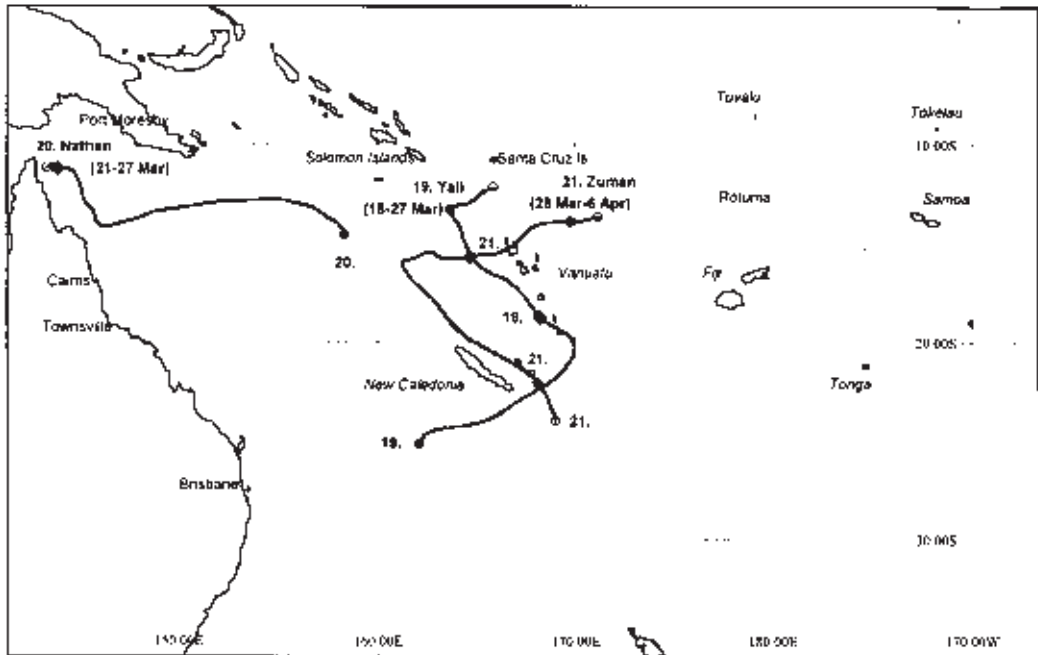 Port Moresby
20. Nathan
(21-27 Mar)
Solomon Islands
Santa Cruz Is
Tuvalu
Tokelau
10 00S
19. Yali
(18-27 Mar)
21. Zuman
(28 Mar-6 Apr)
Rotuma
Samoa
20.
21.
Vanuatu
Fiji
Cairns
Townsville
19.
20 00S
21.
New Caledonia
Tonga
21.
19.
Brisbane
30 00S
150 00E
160 00E
170 00E
180 00E
170 00W